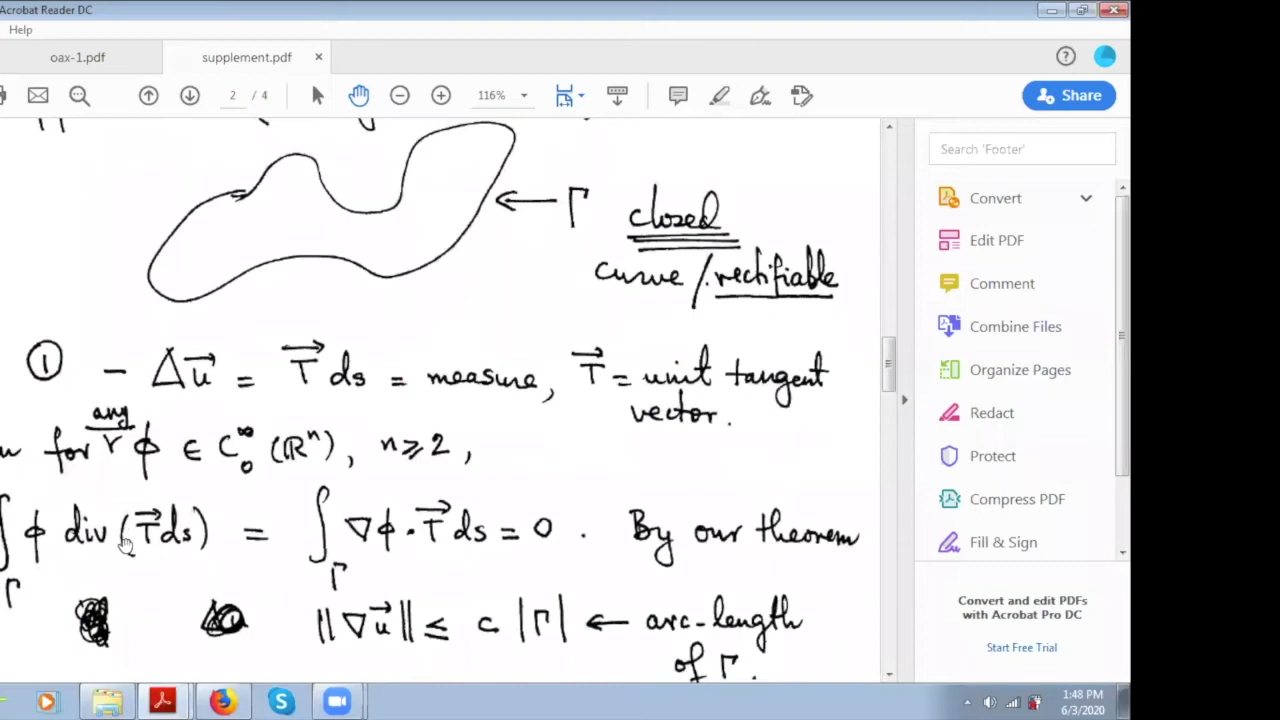 Acrobat Reader DC
Help
oax-1.pdf
supplement.pdf ×
2 / 4
116%
Share
Search 'Footer'
Convert
Edit PDF
Comment
Combine Files
Organize Pages
Redact
Protect
Compress PDF
Fill & Sign
Convert and edit PDFs
with Acrobat Pro DC
Start Free Trial
← Γ closed
curve / rectifiable
① - Δu⃗ = T⃗ ds = measure, T⃗ = unit tangent
vector.
any
for ϕ ∈ C₀^∞ (ℝⁿ), n ≥ 2,
∫_Γ ϕ div (T⃗ds) = ∫_Γ ∇ϕ · T⃗ ds = 0 . By our theorem
‖∇u⃗‖ ≤ c |Γ| ← arc-length
of Γ.
1:48 PM
6/3/2020